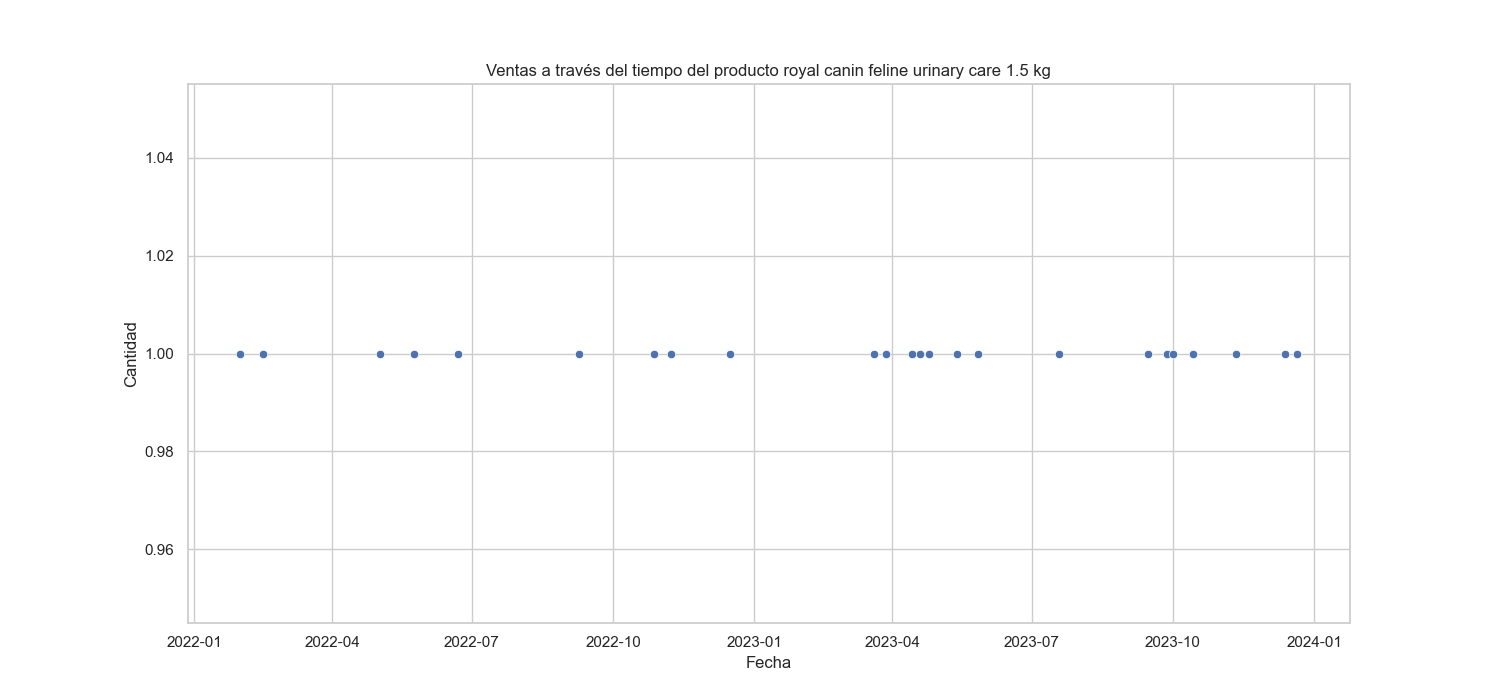 Ventas a través del tiempo del producto royal canin feline urinary care 1.5 kg
1.04
1.02
1.00
0.98
0.96
Cantidad
2022-01 2022-04 2022-07 2022-10 2023-01 2023-04 2023-07 2023-10 2024-01
Fecha